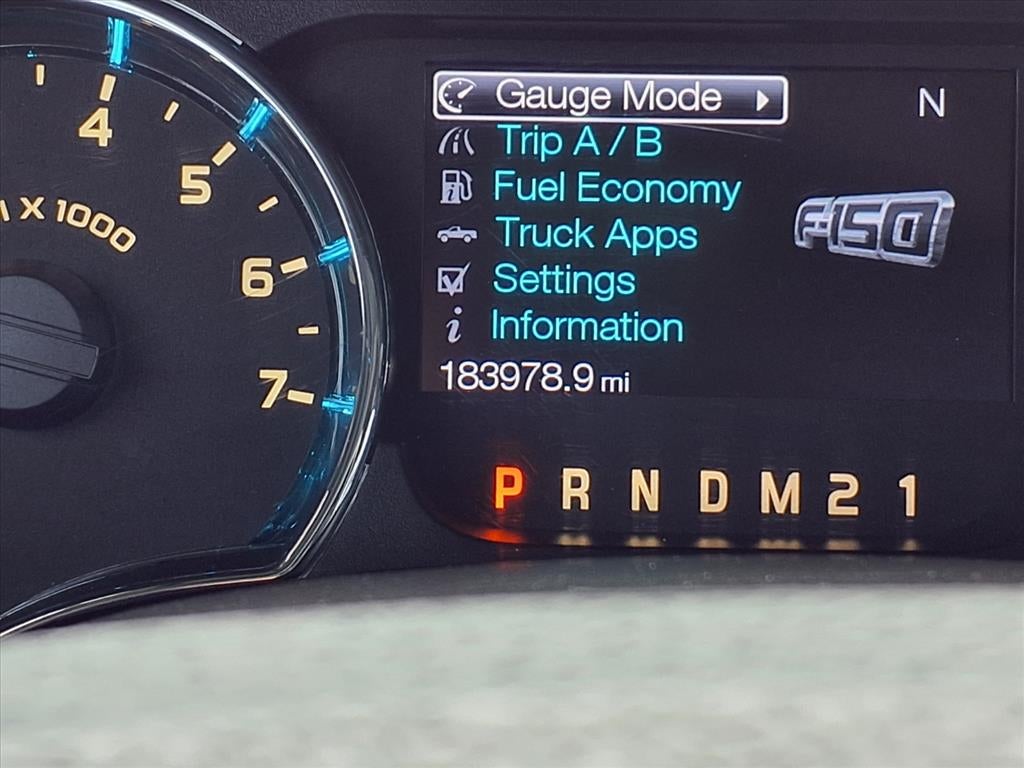 4
5
X 1000
6
7
Gauge Mode
N
Trip A / B
Fuel Economy
F-150
Truck Apps
Settings
Information
183978.9 mi
P R N D M 2 1